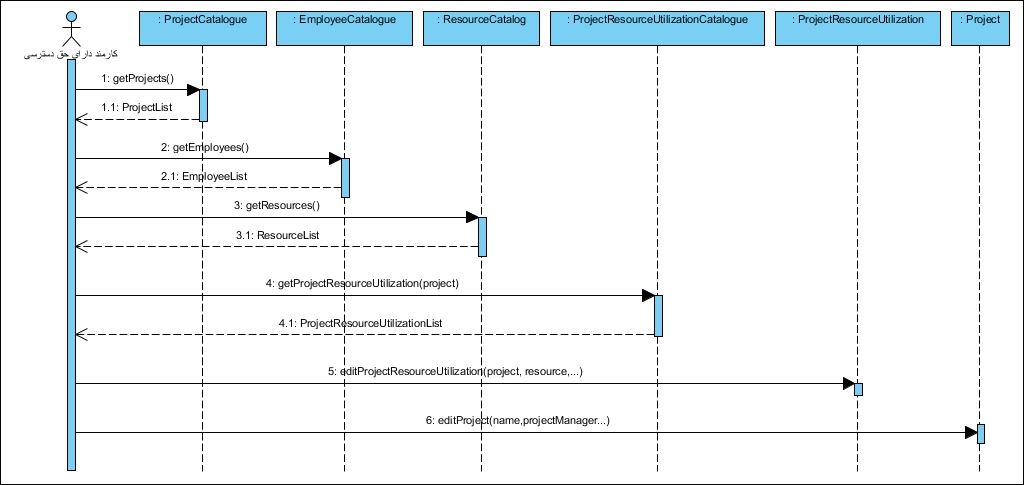 : ProjectCatalogue
: EmployeeCatalogue
: ResourceCatalog
: ProjectResourceUtilizationCatalogue
: ProjectResourceUtilization
: Project
کارمند دارای حق دسترسی
1: getProjects()
1.1: ProjectList
2: getEmployees()
2.1: EmployeeList
3: getResources()
3.1: ResourceList
4: getProjectResourceUtilization(project)
4.1: ProjectResourceUtilizationList
5: editProjectResourceUtilization(project, resource,...)
6: editProject(name,projectManager...)